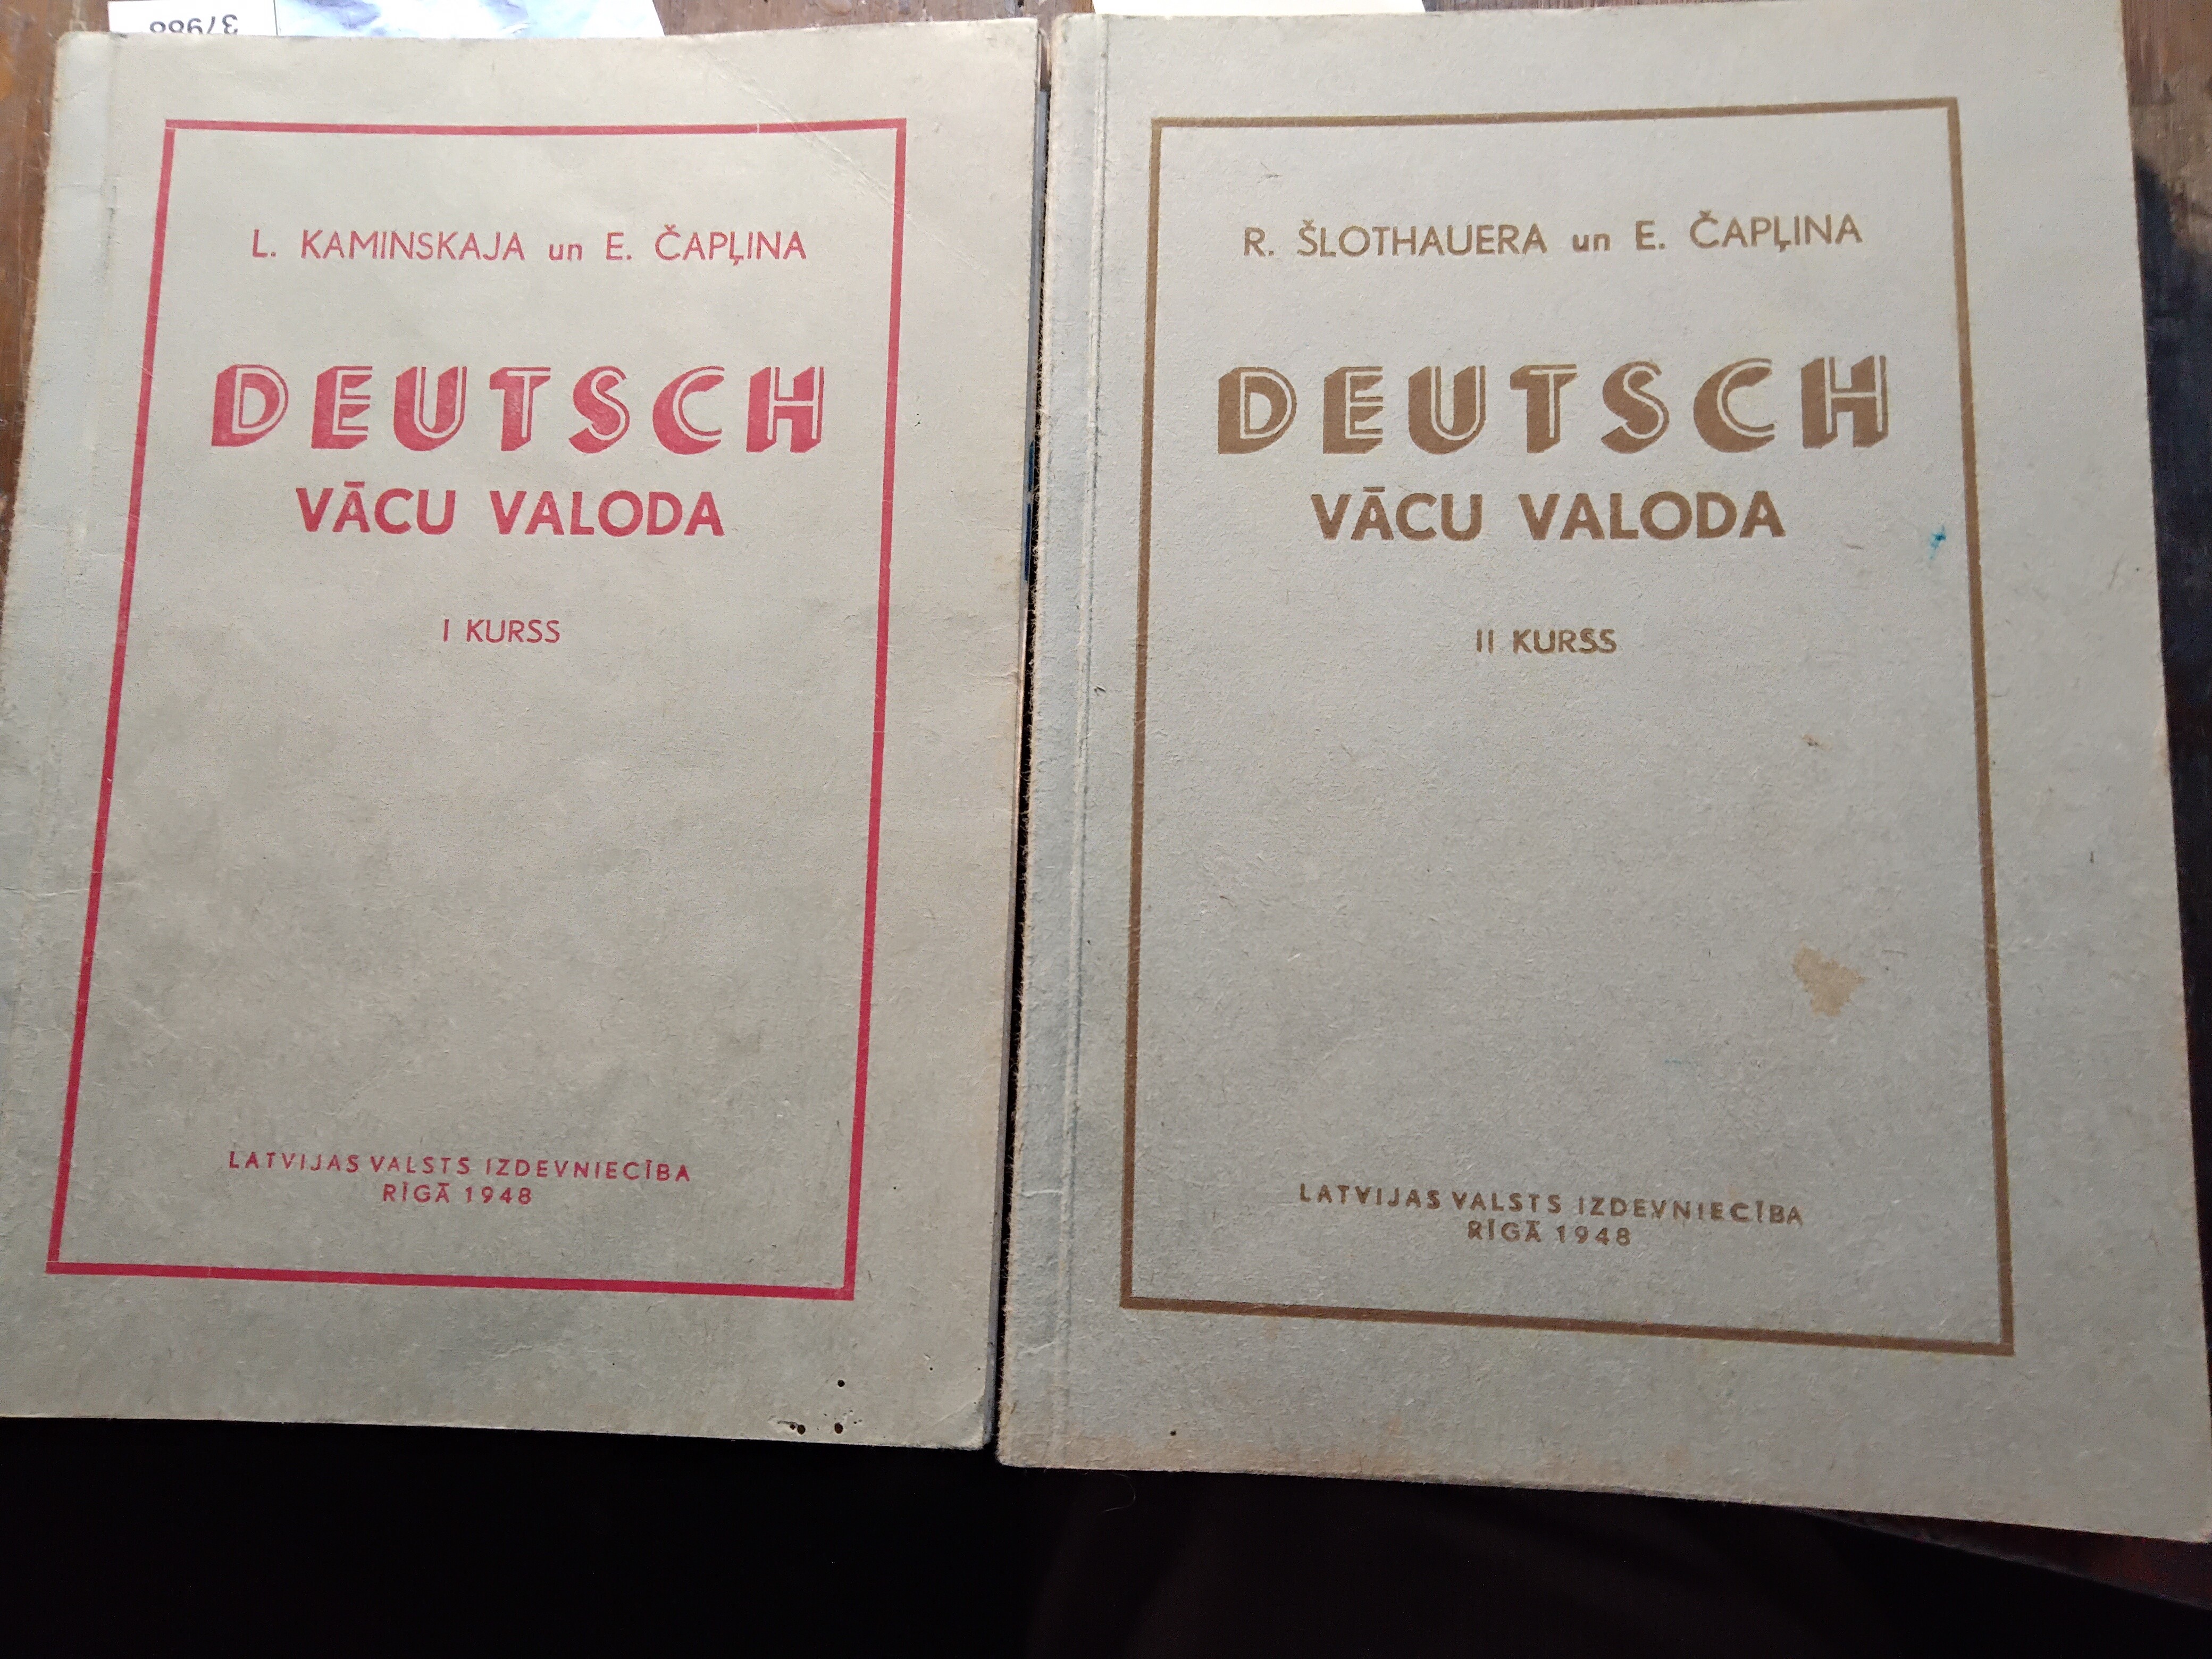 37988
L. KAMINSKAJA un E. ČAPĻINA
DEUTSCH
VĀCU VALODA
I KURSS
LATVIJAS VALSTS IZDEVNIECĪBA
RĪGĀ 1948
R. ŠLOTHAUERA un E. ČAPĻINA
DEUTSCH
VĀCU VALODA
II KURSS
LATVIJAS VALSTS IZDEVNIECĪBA
RĪGĀ 1948